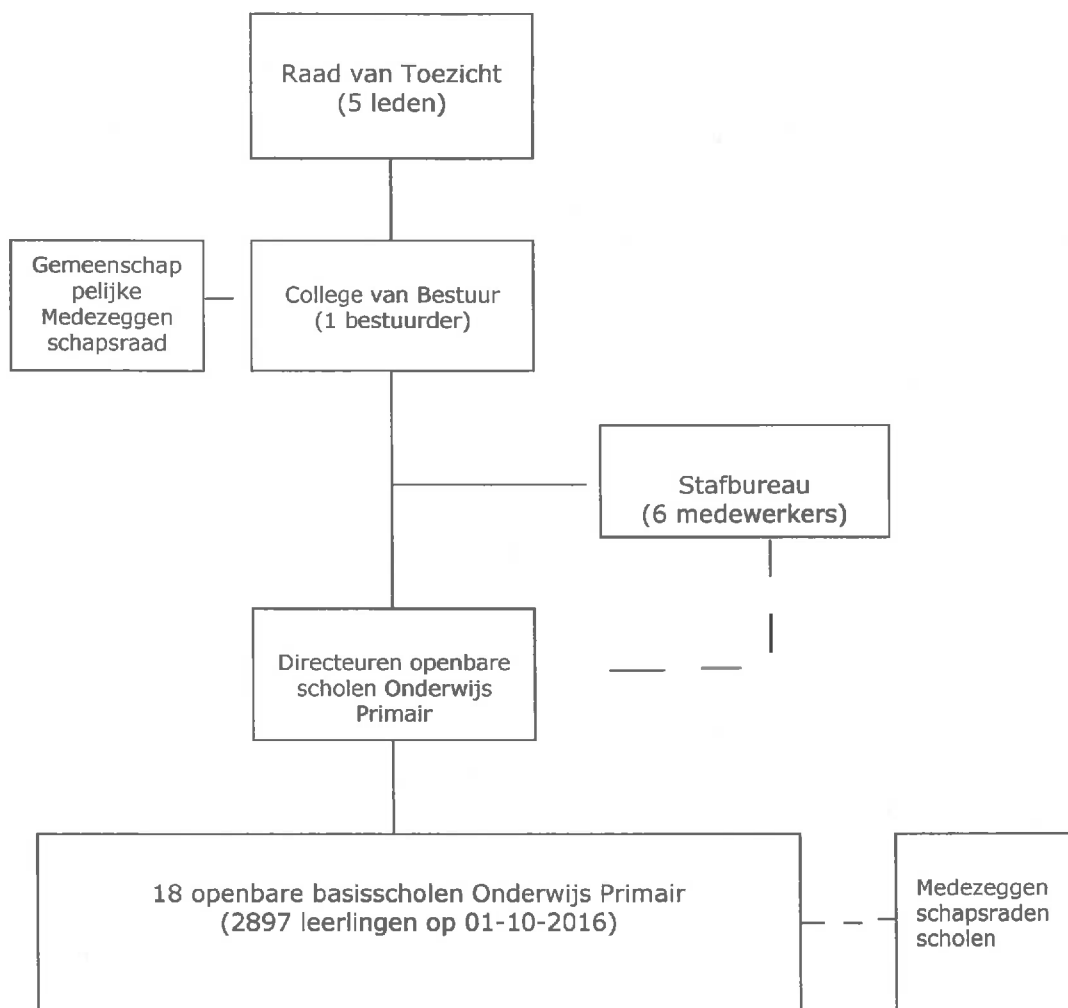 Raad van Toezicht
(5 leden)
Gemeenschap
pelijke
Medezeggen
schapsraad
College van Bestuur
(1 bestuurder)
Stafbureau
(6 medewerkers)
Directeuren openbare
scholen Onderwijs
Primair
18 openbare basisscholen Onderwijs Primair
(2897 leerlingen op 01-10-2016)
Medezeggen
schapsraden
scholen